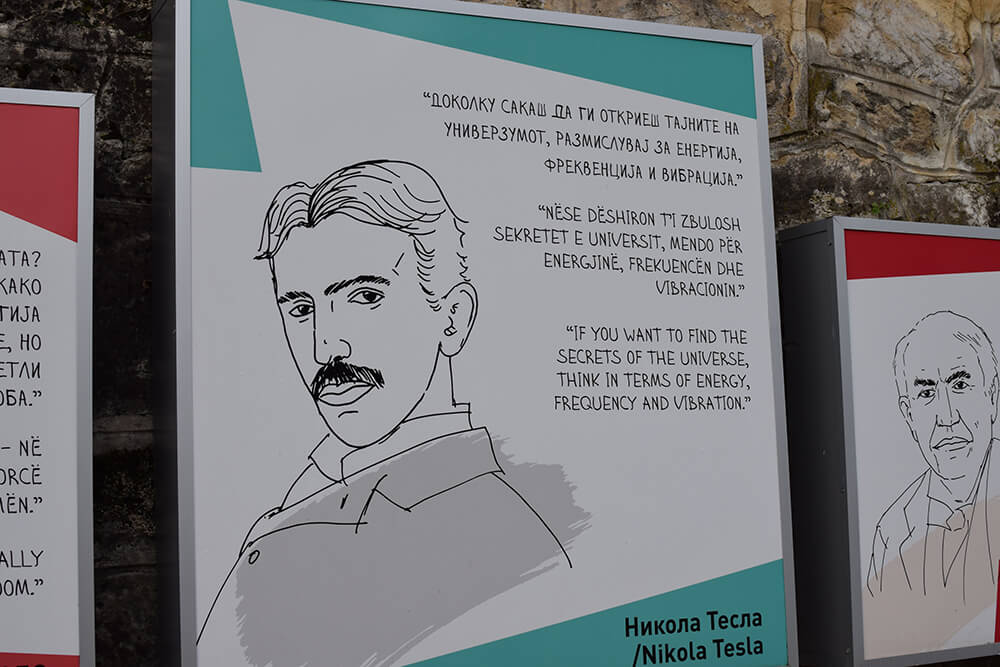 АТА?
КАКО
ГИЈА
Е, НО
ЕТЛИ
ОБА."
– NË
ORCË
MËN."
ALLY
OOM."
"ДОКОЛКУ САКАШ ДА ГИ ОТКРИЕШ ТАЈНИТЕ НА
УНИВЕРЗУМОТ, РАЗМИСЛУВАЈ ЗА ЕНЕРГИЈА,
ФРЕКВЕНЦИЈА И ВИБРАЦИЈА."
"NËSE DËSHIRON T'I ZBULOSH
SEKRETET E UNIVERSIT, MENDO PËR
ENERGJINË, FREKUENCËN DHE
VIBRACIONIN."
"IF YOU WANT TO FIND THE
SECRETS OF THE UNIVERSE,
THINK IN TERMS OF ENERGY,
FREQUENCY AND VIBRATION."
Никола Тесла
/Nikola Tesla